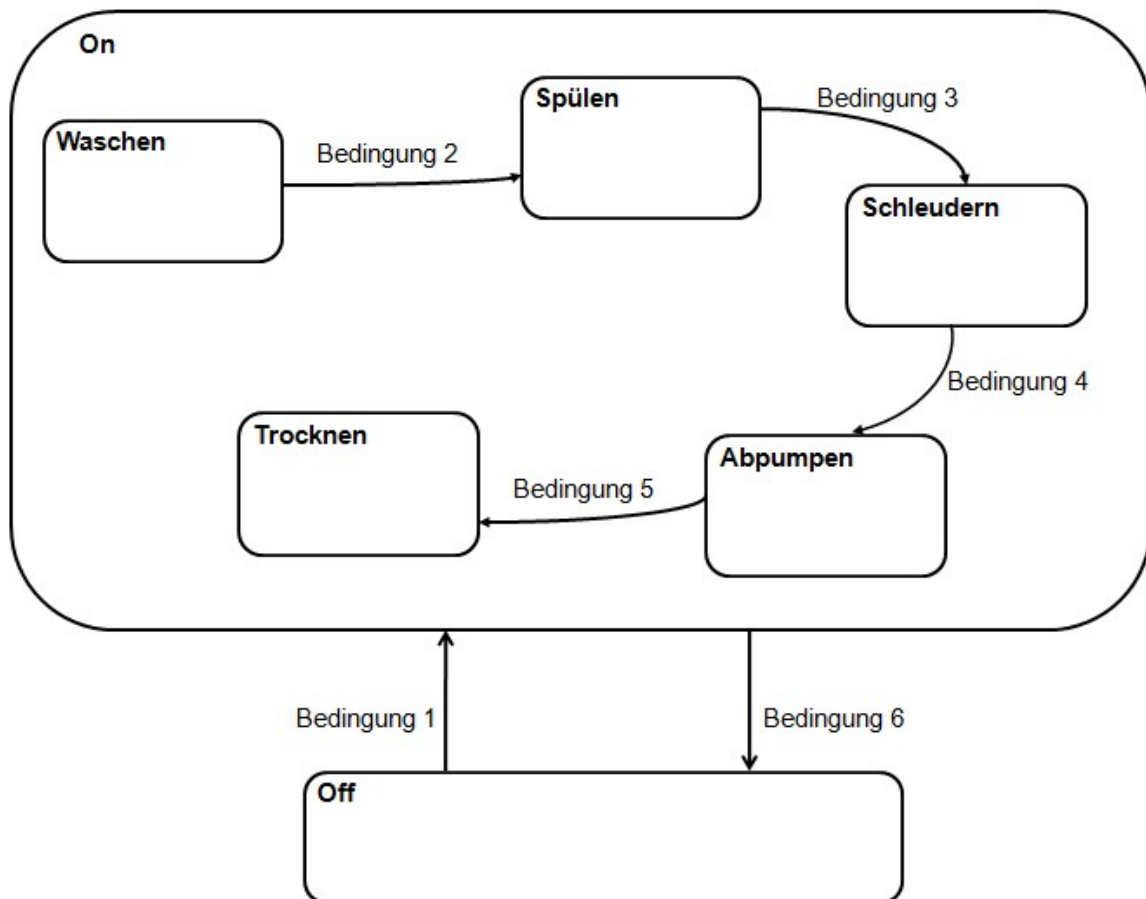 On
Waschen
Bedingung 2
Spülen
Bedingung 3
Schleudern
Bedingung 4
Abpumpen
Bedingung 5
Trocknen
Bedingung 1
Bedingung 6
Off